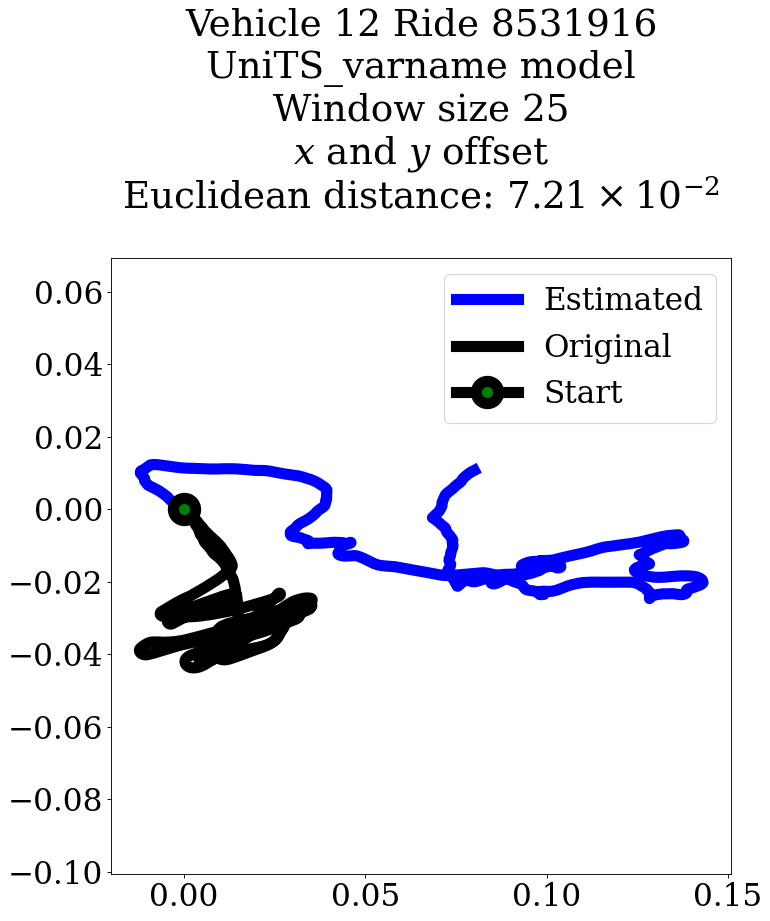 Vehicle 12 Ride 8531916
UniTS_varname model
Window size 25
x and y offset
Euclidean distance: 7.21 × 10⁻²
Estimated
Original
Start
0.06
0.04
0.02
0.00
−0.02
−0.04
−0.06
−0.08
−0.10
0.00 0.05 0.10 0.15